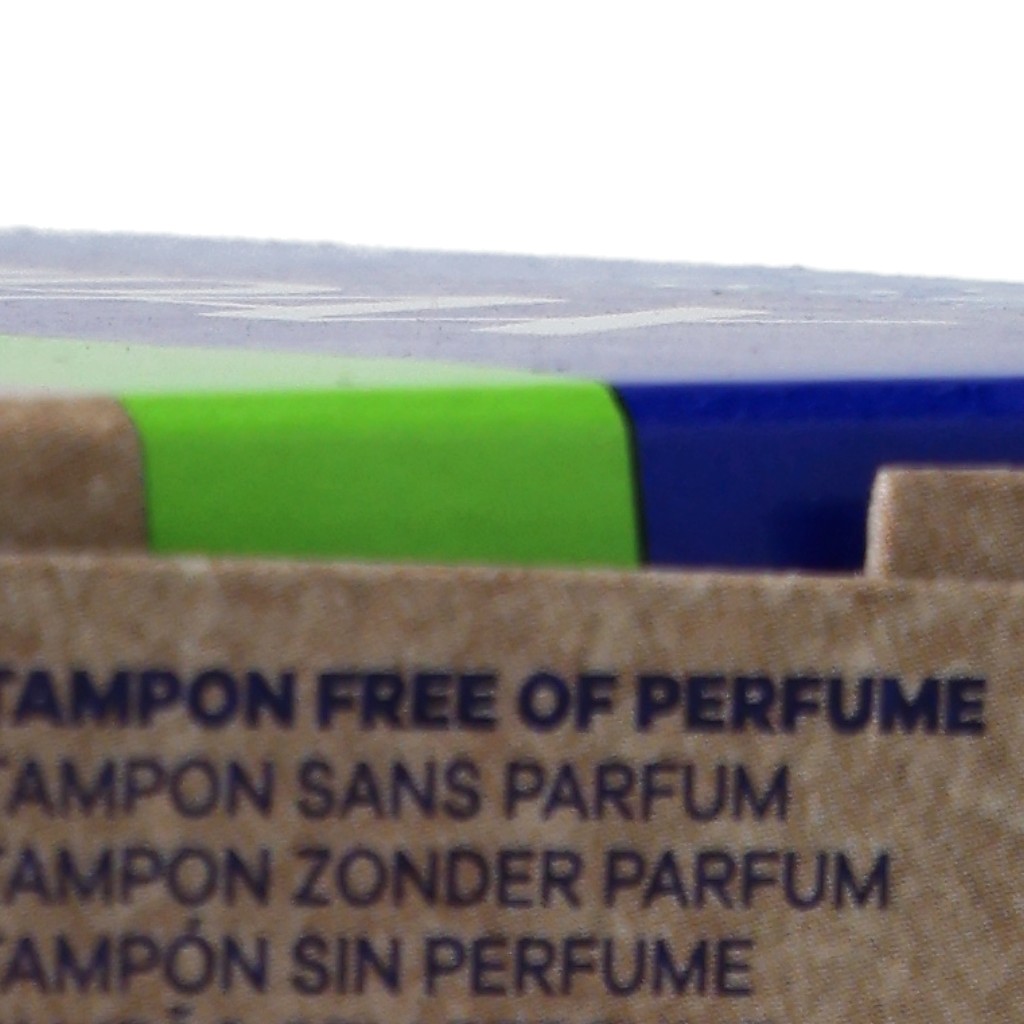 TAMPON FREE OF PERFUME
TAMPON SANS PARFUM
TAMPON ZONDER PARFUM
TAMPÓN SIN PERFUME